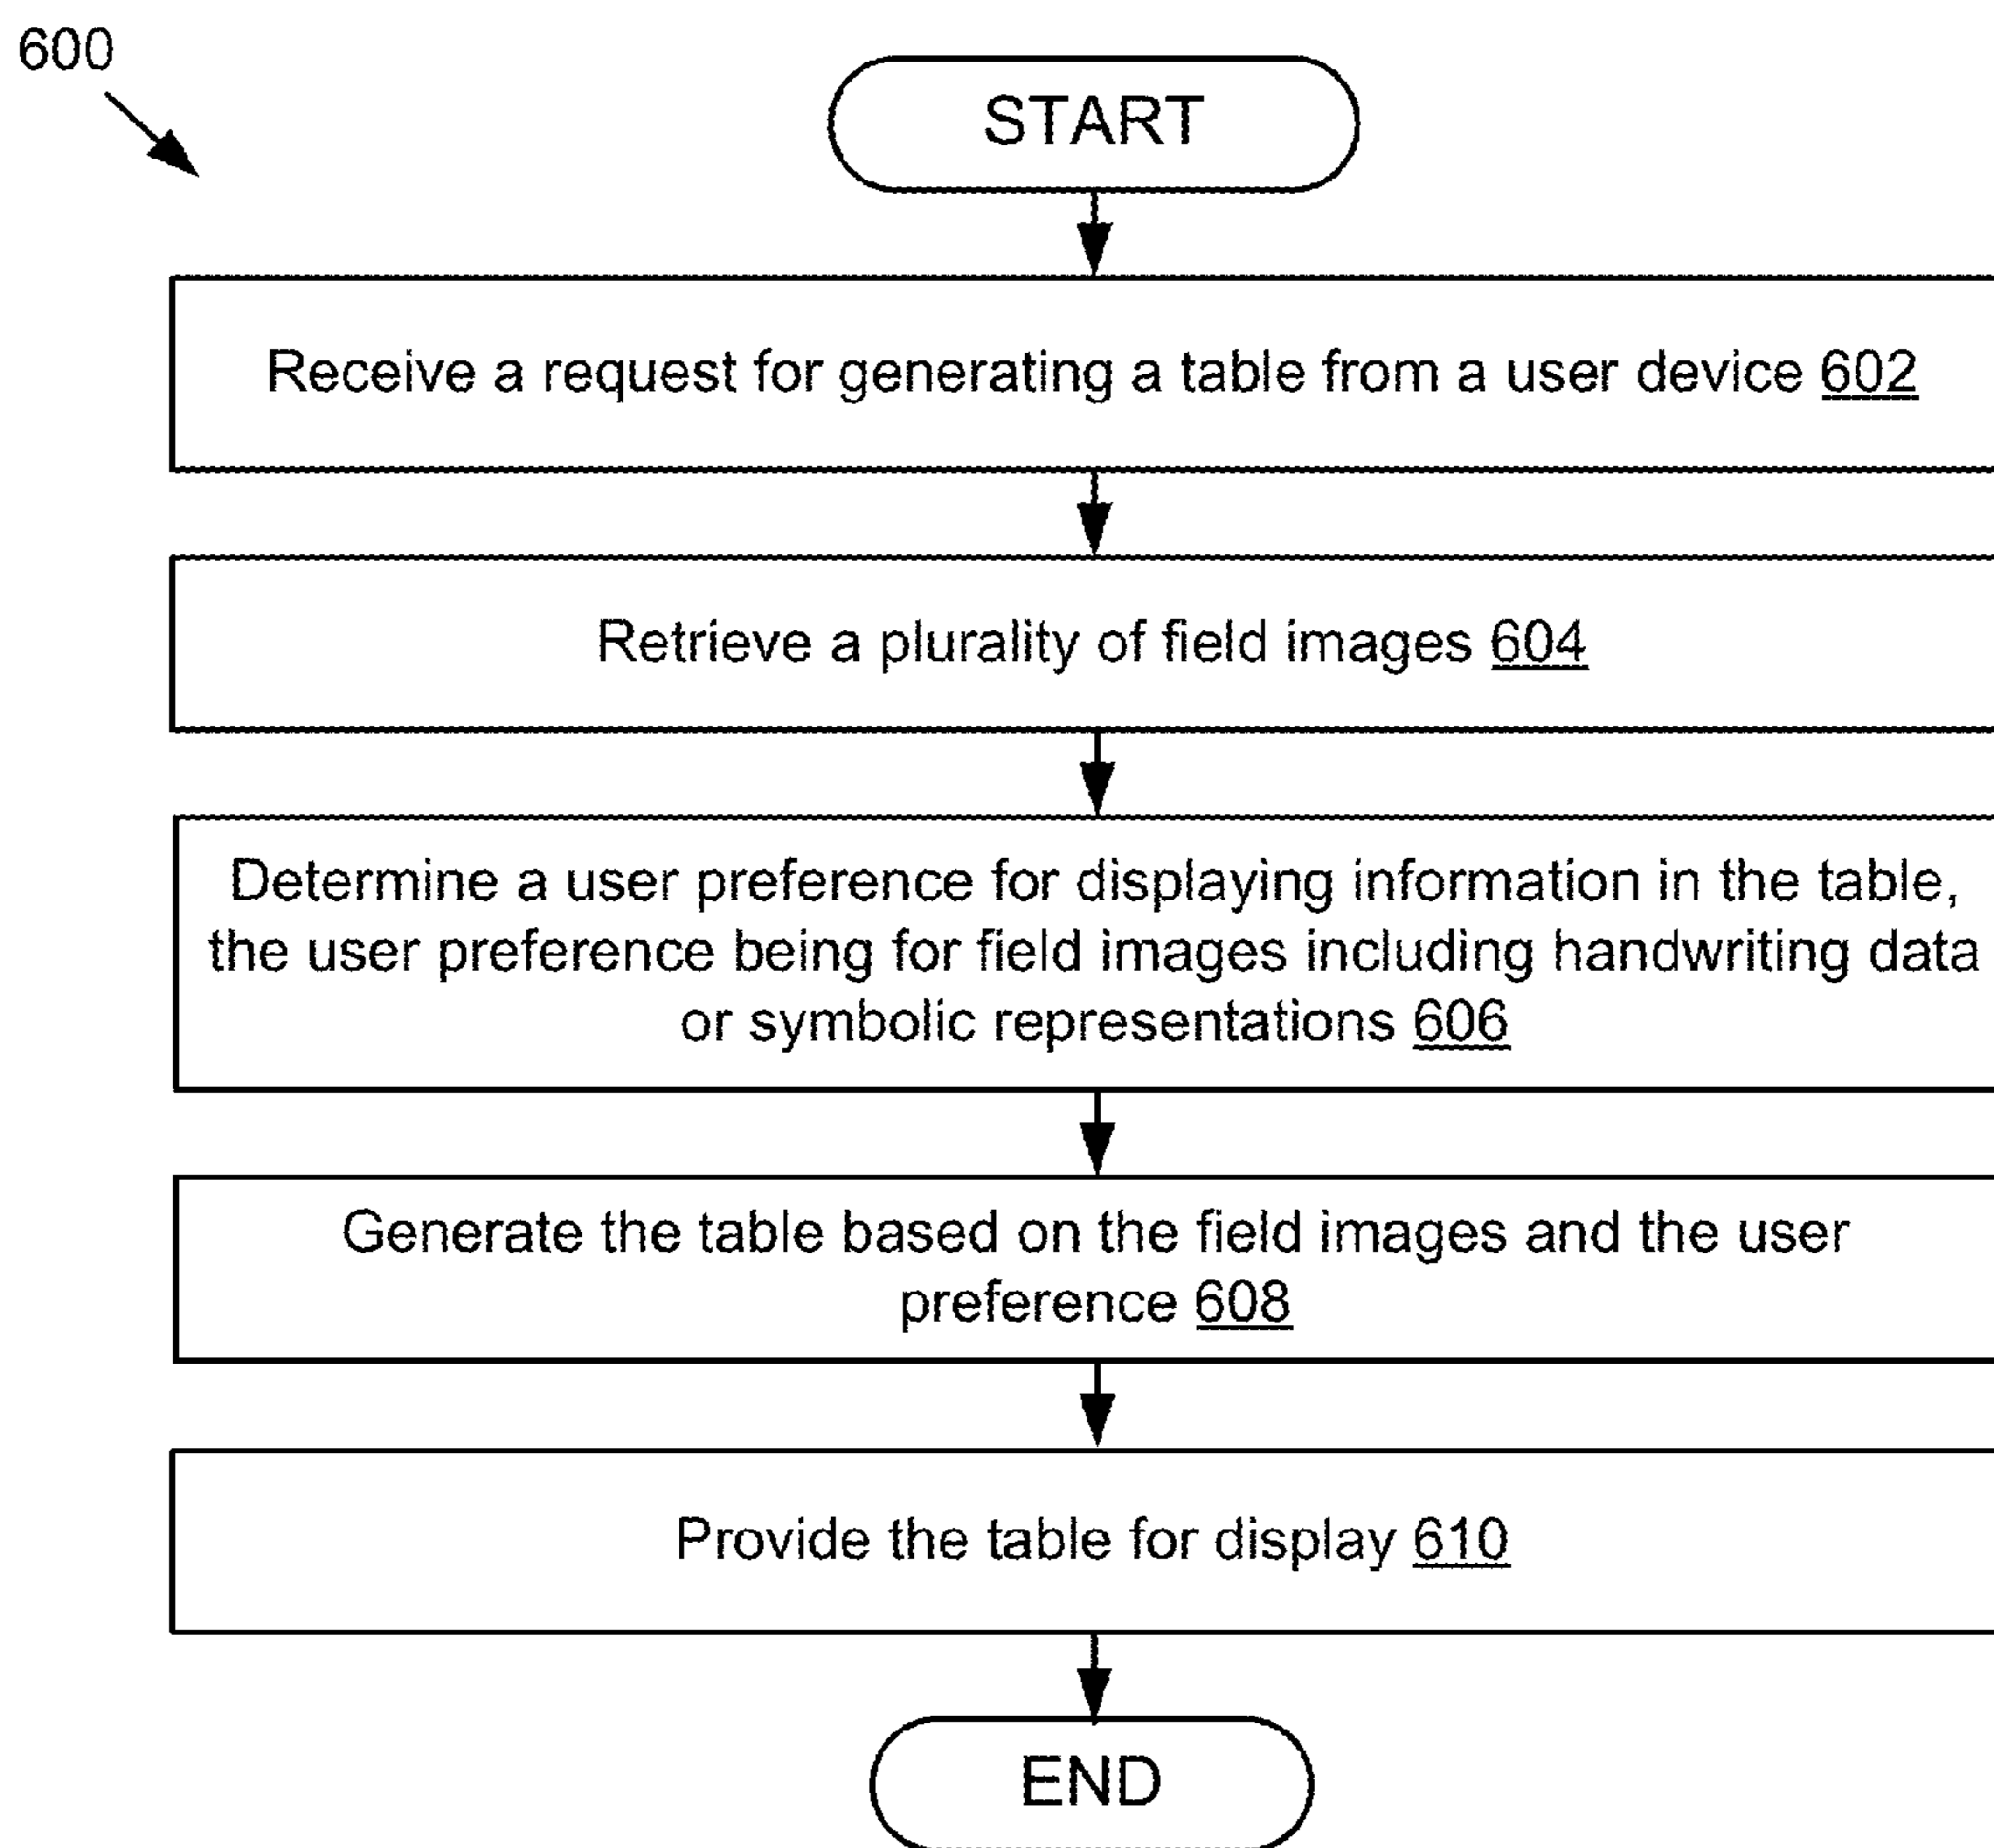 600
START
Receive a request for generating a table from a user device 602
Retrieve a plurality of field images 604
Determine a user preference for displaying information in the table,
the user preference being for field images including handwriting data
or symbolic representations 606
Generate the table based on the field images and the user
preference 608
Provide the table for display 610
END